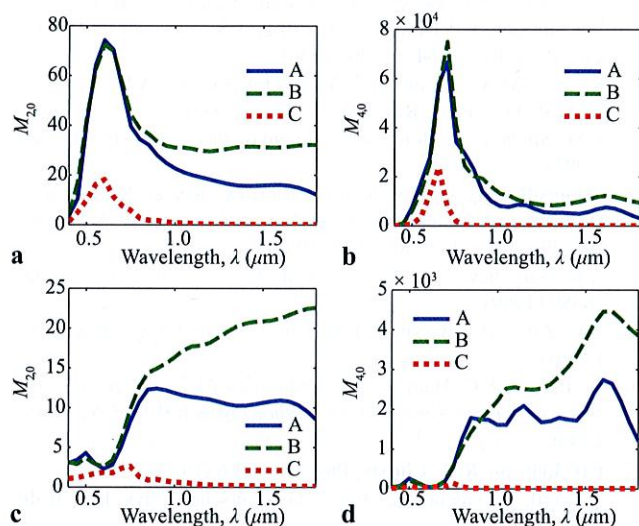 80
60
40
20
0
M2,0
A
B
C
0.5 1.0 1.5
Wavelength, λ (μm)
a
8 × 10⁴
6
4
2
0
M4,0
A
B
C
0.5 1.0 1.5
Wavelength, λ (μm)
b
25
20
15
10
5
0
M2,0
A
B
C
0.5 1.0 1.5
Wavelength, λ (μm)
c
5 × 10³
4
3
2
1
0
M4,0
A
B
C
0.5 1.0 1.5
Wavelength, λ (μm)
d